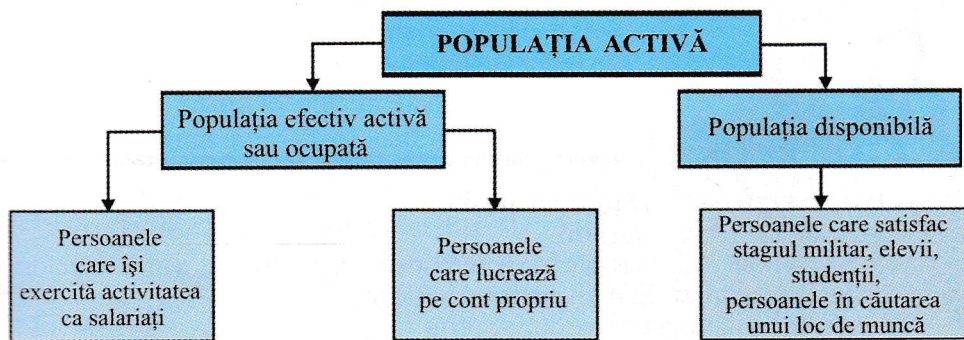 POPULAȚIA ACTIVĂ
Populația efectiv activă
sau ocupată
Populația disponibilă
Persoanele
care îşi
exercită activitatea
ca salariați
Persoanele
care lucrează
pe cont propriu
Persoanele care satisfac
stagiul militar, elevii,
studenții,
persoanele în căutarea
unui loc de muncă